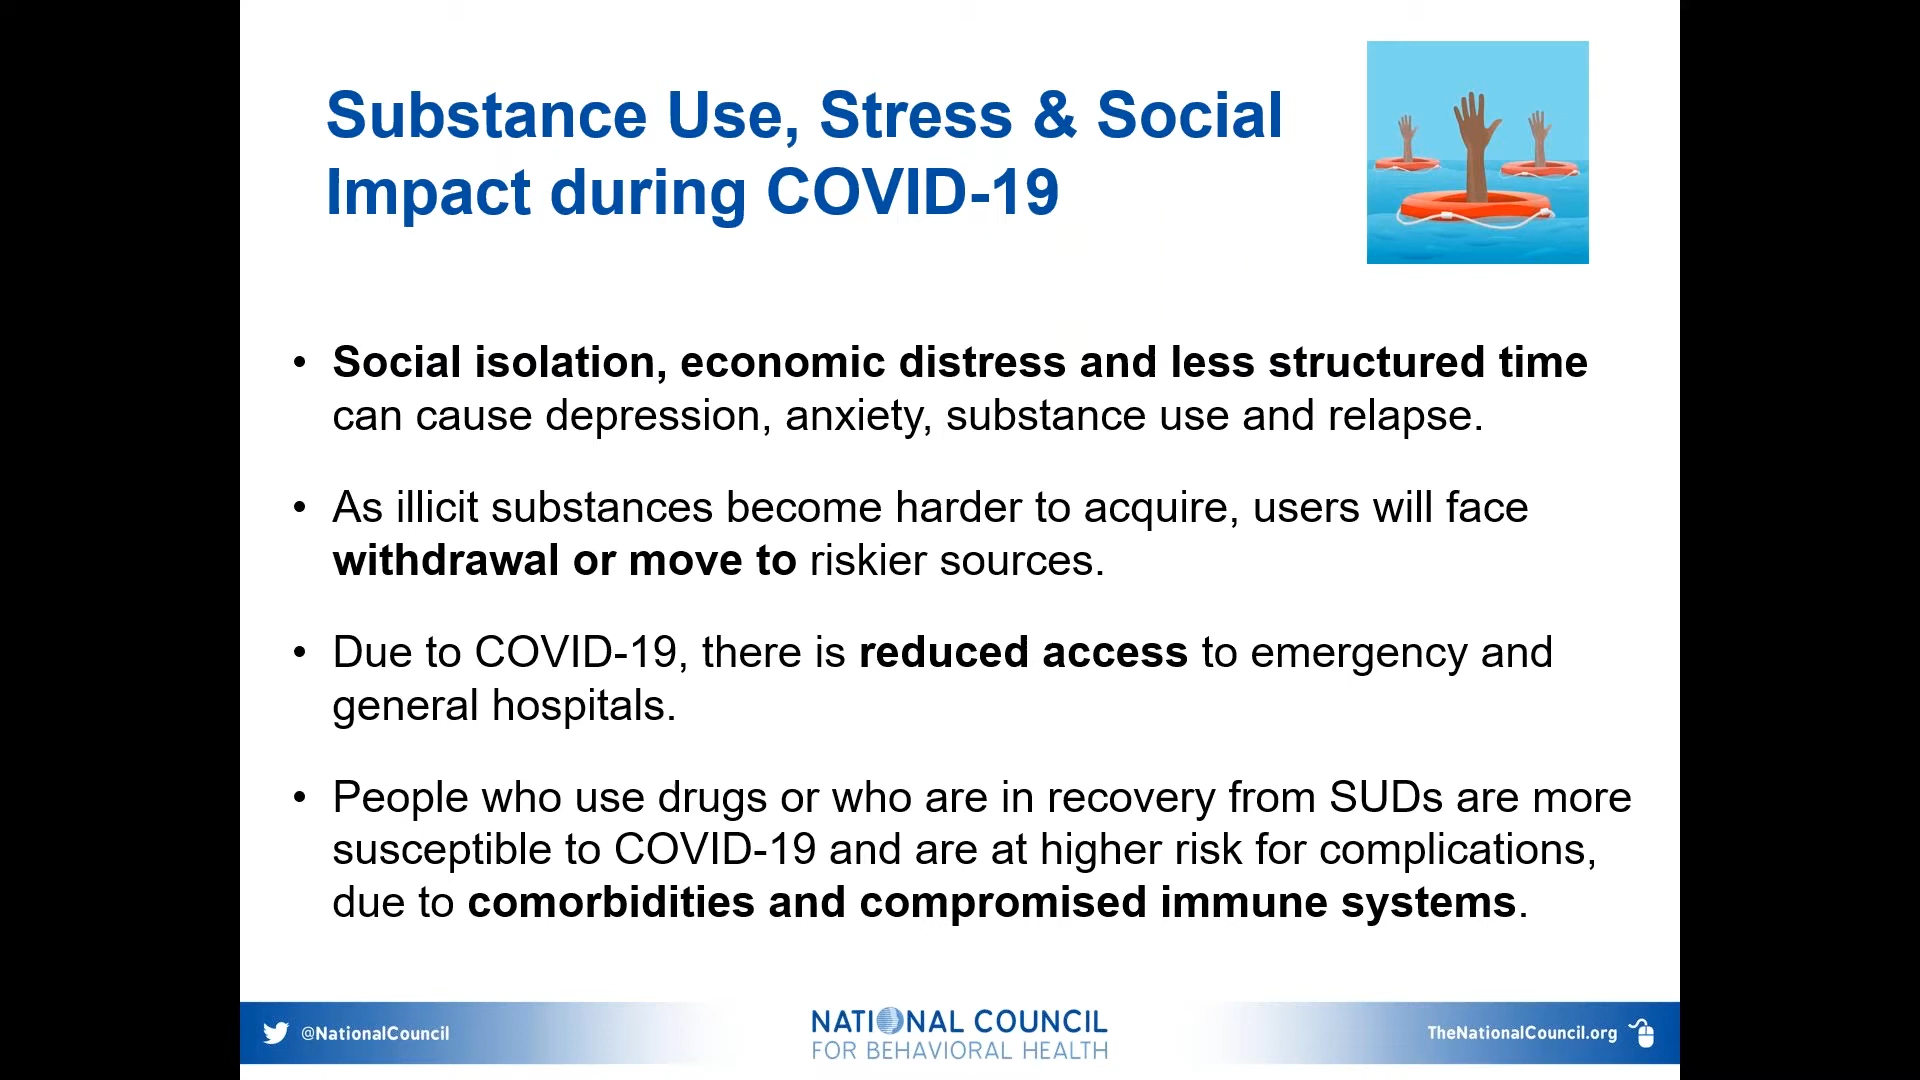 Substance Use, Stress & Social
Impact during COVID-19
• Social isolation, economic distress and less structured time
can cause depression, anxiety, substance use and relapse.
• As illicit substances become harder to acquire, users will face
withdrawal or move to riskier sources.
• Due to COVID-19, there is reduced access to emergency and
general hospitals.
• People who use drugs or who are in recovery from SUDs are more
susceptible to COVID-19 and are at higher risk for complications,
due to comorbidities and compromised immune systems.
@NationalCouncil
NATIONAL COUNCIL
FOR BEHAVIORAL HEALTH
TheNationalCouncil.org